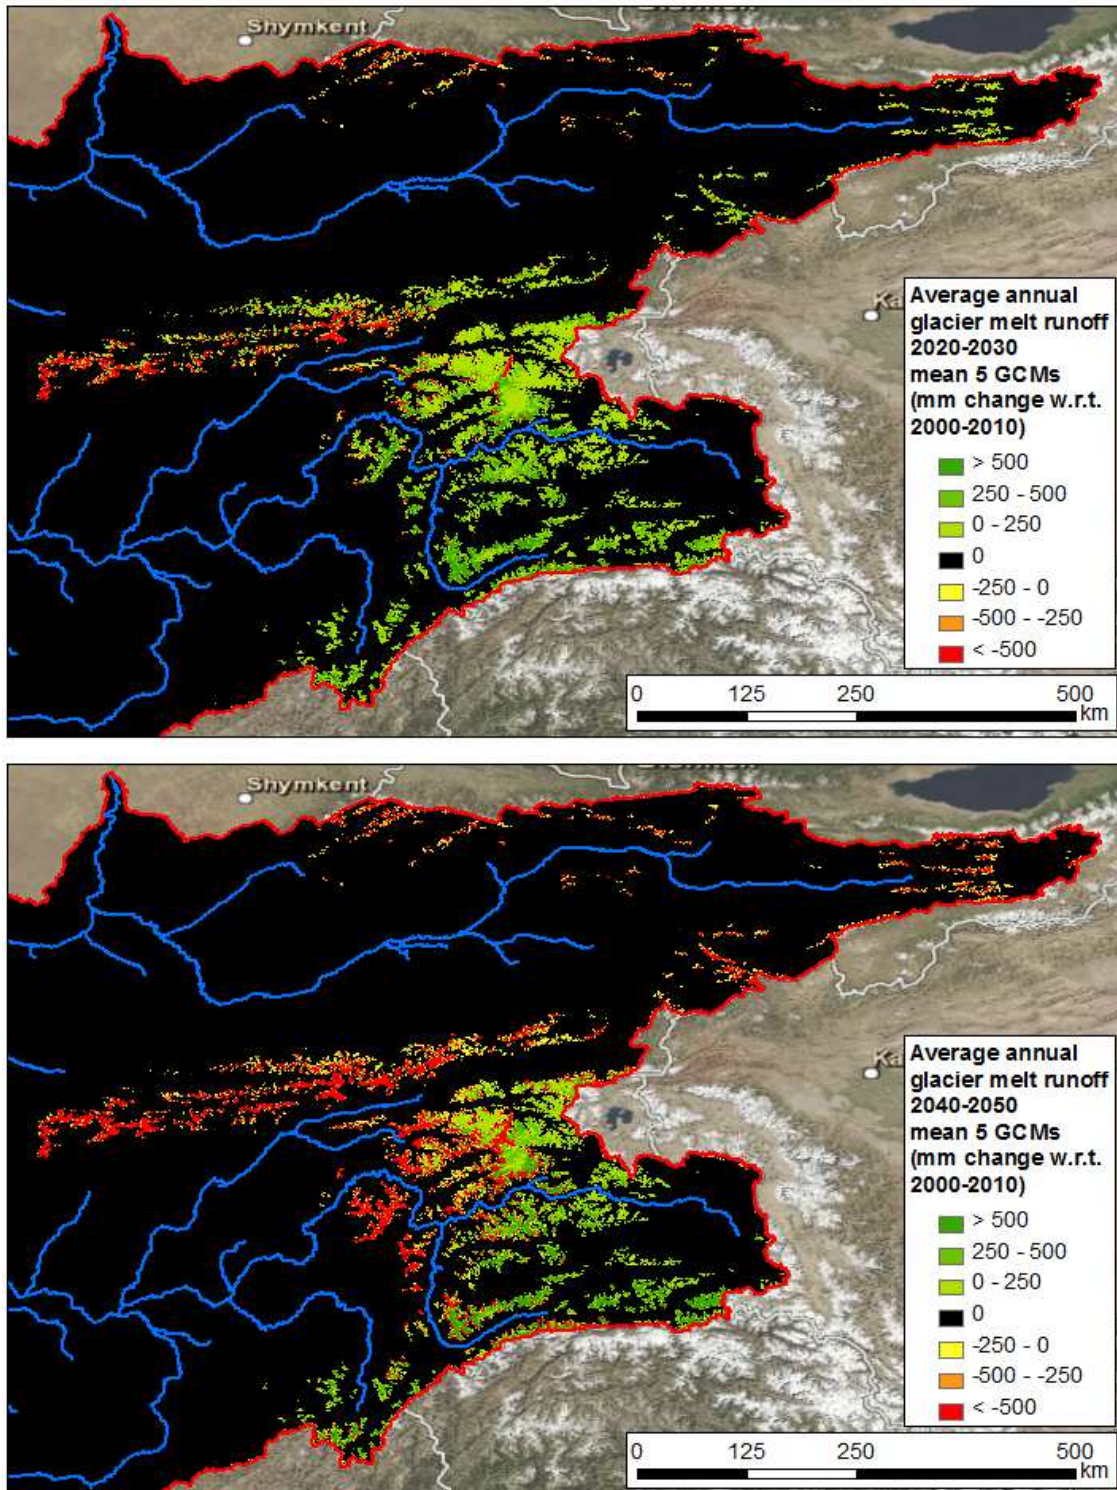 Shymkent
Ka
Average annual
glacier melt runoff
2020-2030
mean 5 GCMs
(mm change w.r.t.
2000-2010)
> 500
250 - 500
0 - 250
0
-250 - 0
-500 - -250
< -500
0 125 250 500
km
Shymkent
Ka
Average annual
glacier melt runoff
2040-2050
mean 5 GCMs
(mm change w.r.t.
2000-2010)
> 500
250 - 500
0 - 250
0
-250 - 0
-500 - -250
< -500
0 125 250 500
km